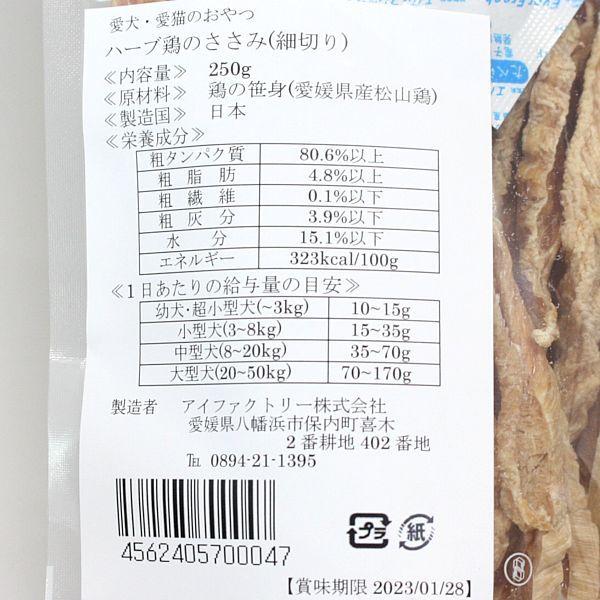 愛犬・愛猫のおやつ
ハーブ鶏のささみ(細切り)
≪内容量≫ 250g
≪原材料≫ 鶏の笹身(愛媛県産松山鶏)
≪製造国≫ 日本
≪栄養成分≫
粗タンパク質 80.6%以上
粗脂肪 4.8%以上
粗繊維 0.1%以下
粗灰分 3.9%以下
水分 15.1%以下
エネルギー 323kcal/100g
≪1日あたりの給与量の目安≫
幼犬・超小型犬(~3kg) 10~15g
小型犬(3~8kg) 15~35g
中型犬(8~20kg) 35~70g
大型犬(20~50kg) 70~170g
製造者 アイファクトリー株式会社
愛媛県八幡浜市保内町喜木
2番耕地402番地
℡ 0894-21-1395
4562405700047
プラ
紙
【賞味期限 2023/01/28】